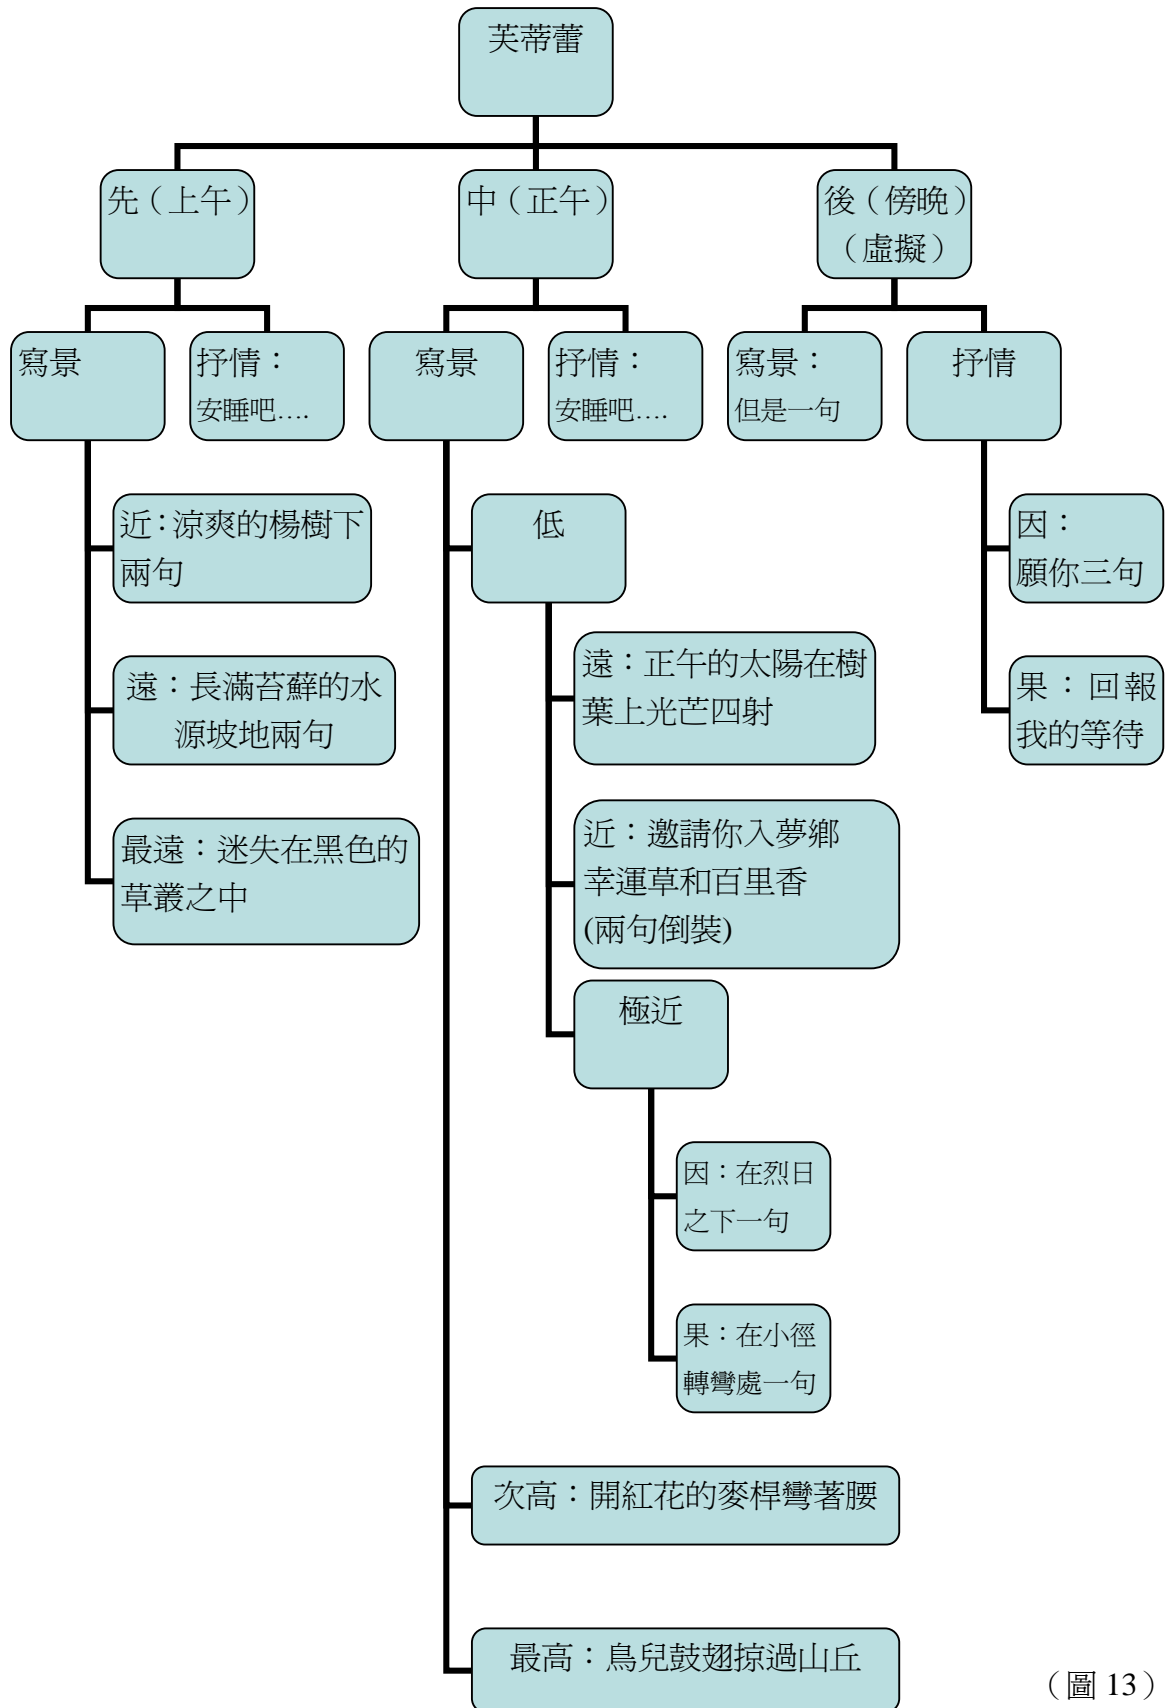 芙蒂蕾
先（上午）
中（正午）
後（傍晚）
（虛擬）
寫景
抒情：
安睡吧....
寫景
抒情：
安睡吧....
寫景：
但是一句
抒情
近：涼爽的楊樹下
兩句
遠：長滿苔蘚的水
源坡地兩句
最遠：迷失在黑色的
草叢之中
低
遠：正午的太陽在樹
葉上光芒四射
近：邀請你入夢鄉
幸運草和百里香
(兩句倒裝)
極近
因：在烈日
之下一句
果：在小徑
轉彎處一句
次高：開紅花的麥桿彎著腰
最高：鳥兒鼓翅掠過山丘
因：
願你三句
果：回報
我的等待
（圖 13）